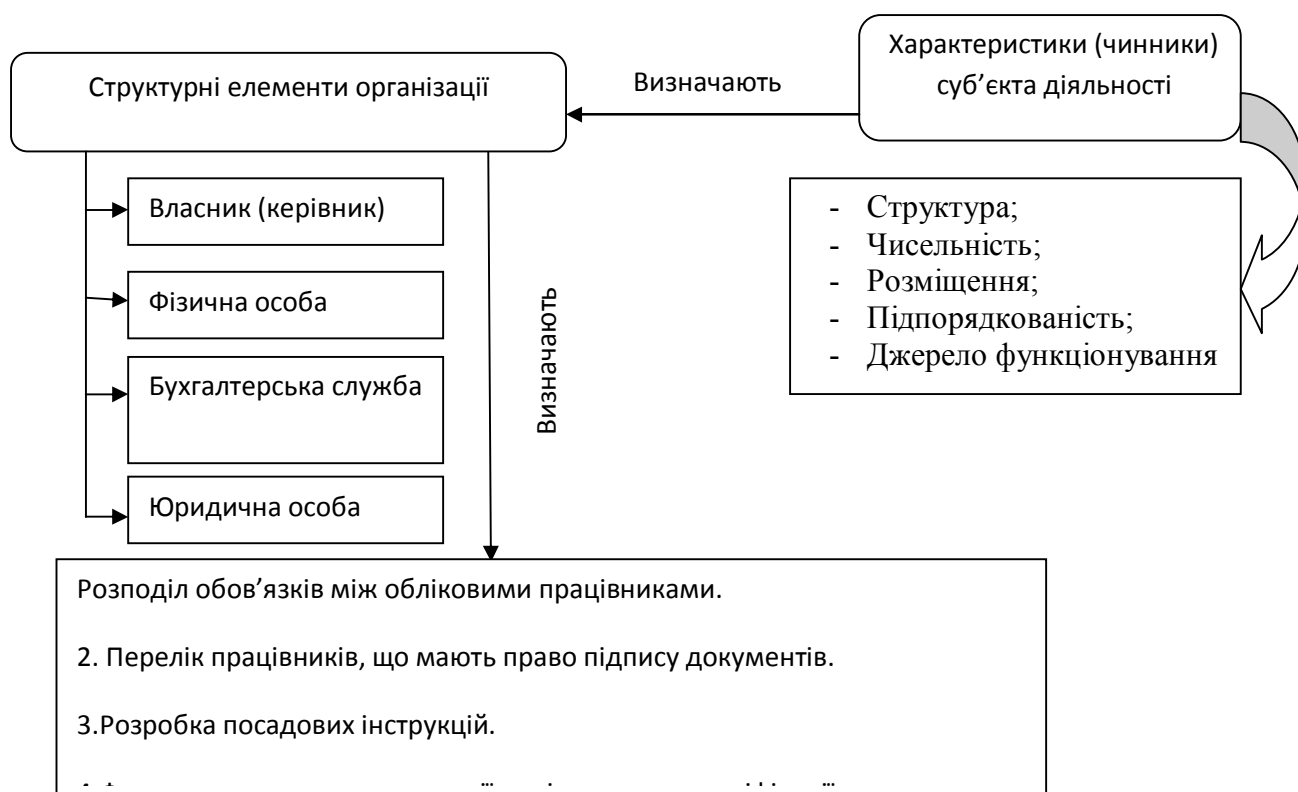 Характеристики (чинники)
суб’єкта діяльності
Структурні елементи організації
Визначають
Власник (керівник)
Фізична особа
Бухгалтерська служба
Юридична особа
Визначають
- Структура;
- Чисельність;
- Розміщення;
- Підпорядкованість;
- Джерело функціонування
Розподіл обов’язків між обліковими працівниками.
2. Перелік працівників, що мають право підпису документів.
3.Розробка посадових інструкцій.